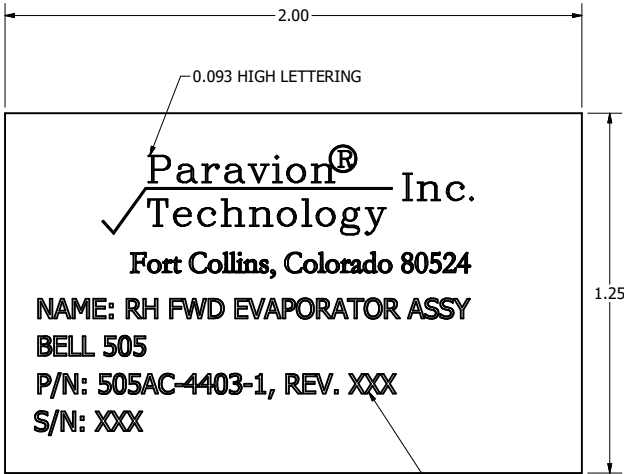 2.00
0.093 HIGH LETTERING
Paravion®
Technology Inc.
Fort Collins, Colorado 80524
NAME: RH FWD EVAPORATOR ASSY
BELL 505
P/N: 505AC-4403-1, REV. XXX
S/N: XXX
1.25